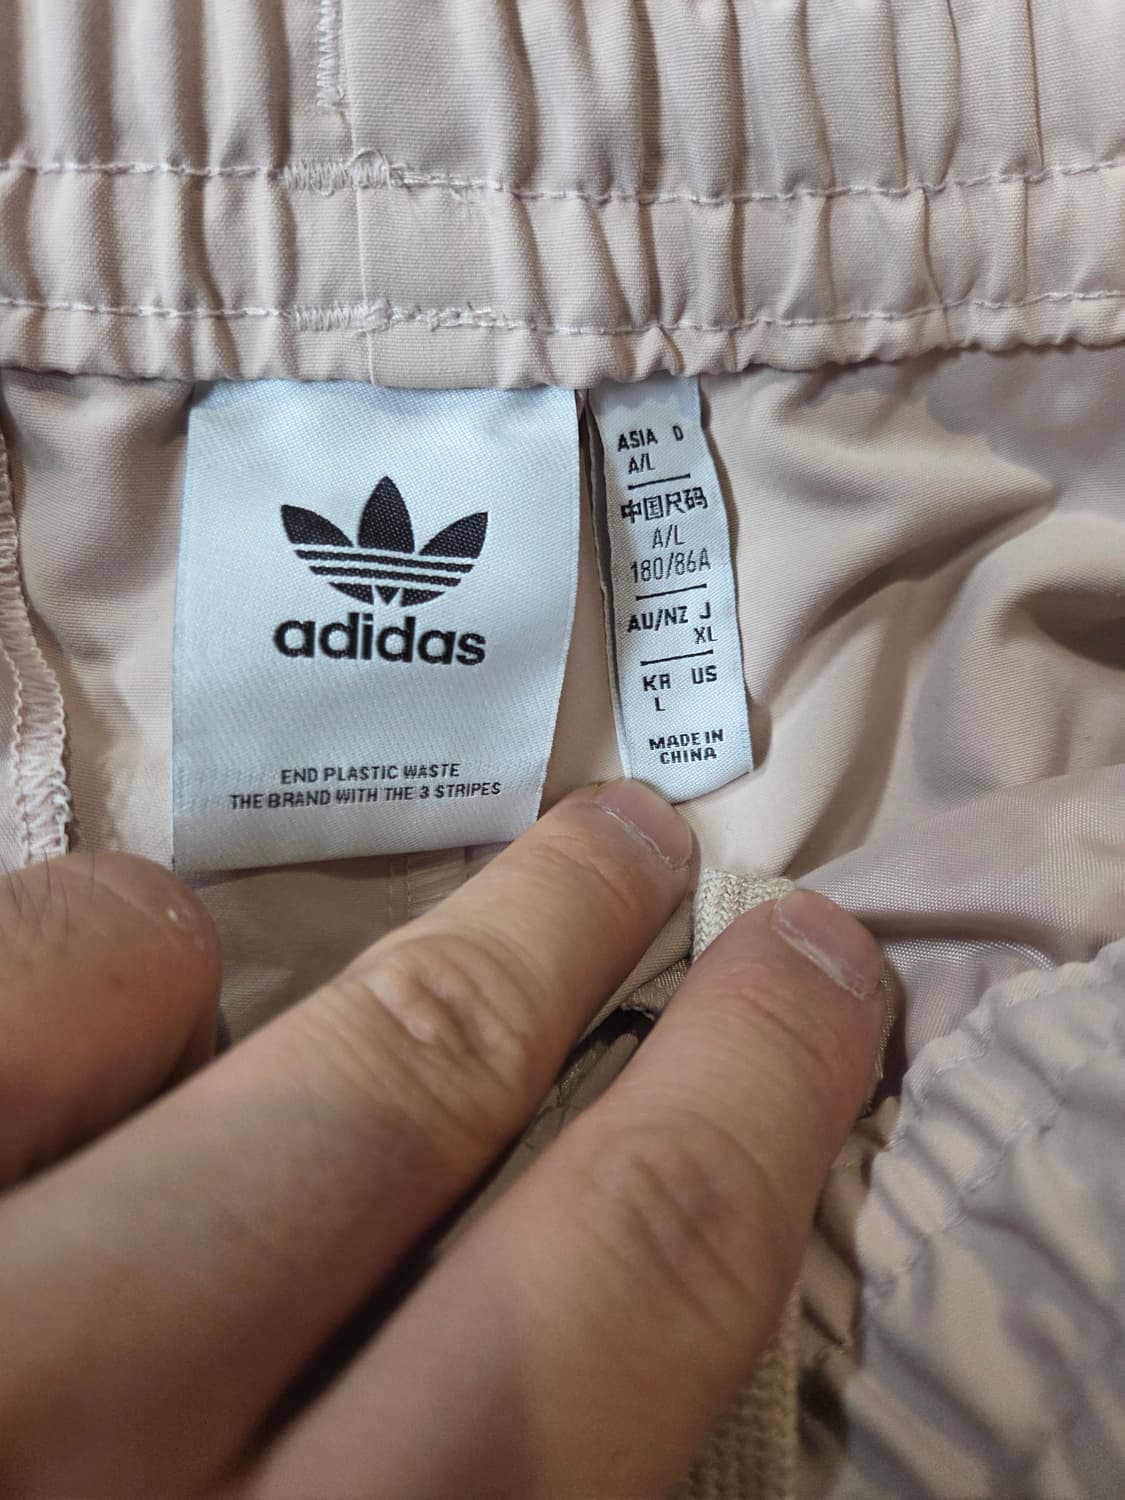 adidas
END PLASTIC WASTE
THE BRAND WITH THE 3 STRIPES
ASIA D
A/L
中国尺码
A/L
180/86A
AU/NZ J
XL
KR US
L
MADE IN
CHINA